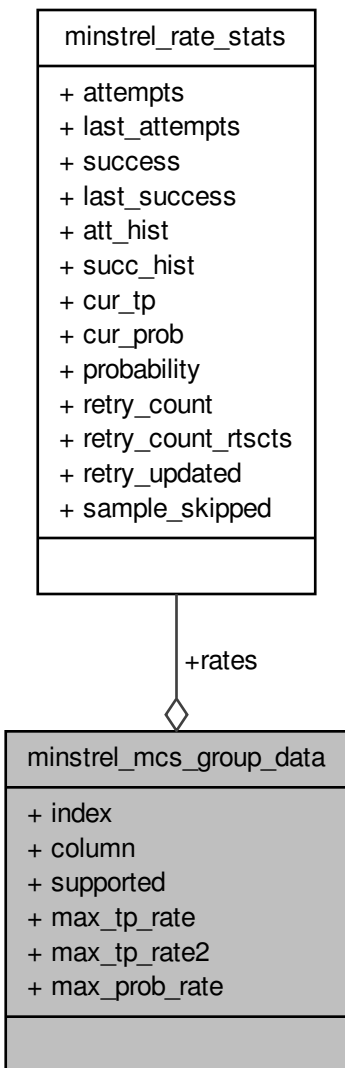 minstrel_rate_stats
+ attempts
+ last_attempts
+ success
+ last_success
+ att_hist
+ succ_hist
+ cur_tp
+ cur_prob
+ probability
+ retry_count
+ retry_count_rtscts
+ retry_updated
+ sample_skipped
+rates
minstrel_mcs_group_data
+ index
+ column
+ supported
+ max_tp_rate
+ max_tp_rate2
+ max_prob_rate